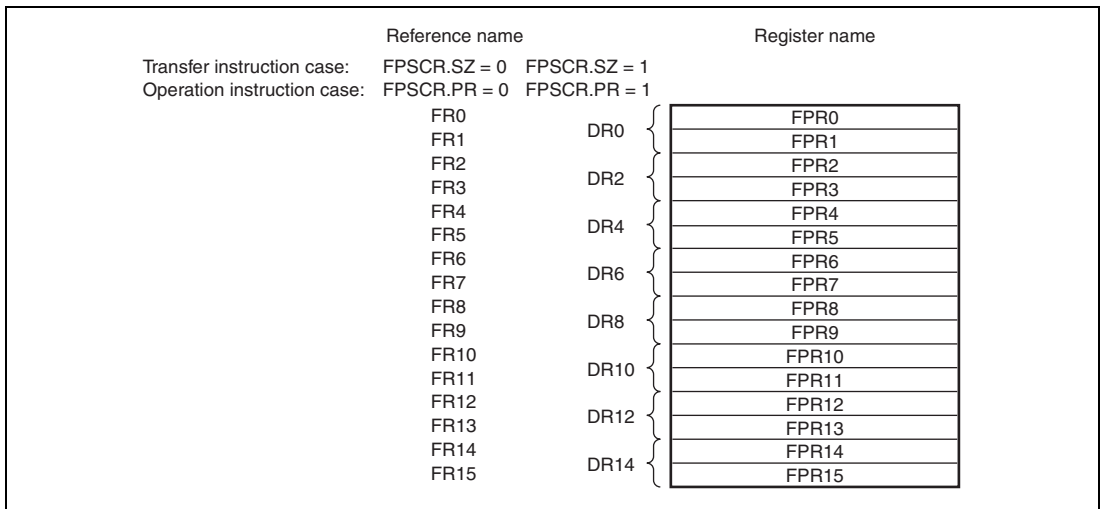 Reference name Register name
Transfer instruction case: FPSCR.SZ = 0 FPSCR.SZ = 1
Operation instruction case: FPSCR.PR = 0 FPSCR.PR = 1
FR0 FPR0
DR0
FR1 FPR1
FR2 FPR2
DR2
FR3 FPR3
FR4 FPR4
DR4
FR5 FPR5
FR6 FPR6
DR6
FR7 FPR7
FR8 FPR8
DR8
FR9 FPR9
FR10 FPR10
DR10
FR11 FPR11
FR12 FPR12
DR12
FR13 FPR13
FR14 FPR14
DR14
FR15 FPR15